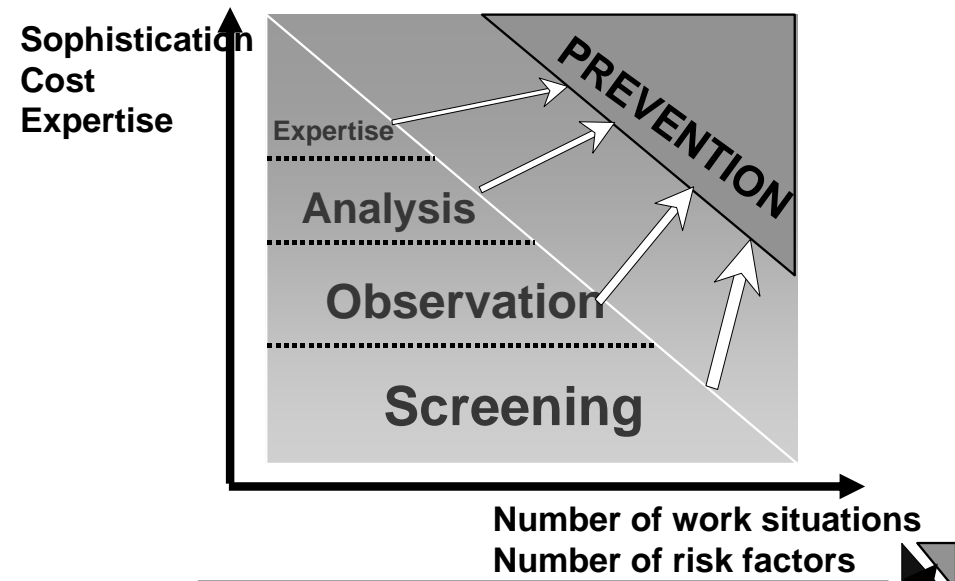 Sophistication
Cost
Expertise
PREVENTION
Expertise
Analysis
Observation
Screening
Number of work situations
Number of risk factors